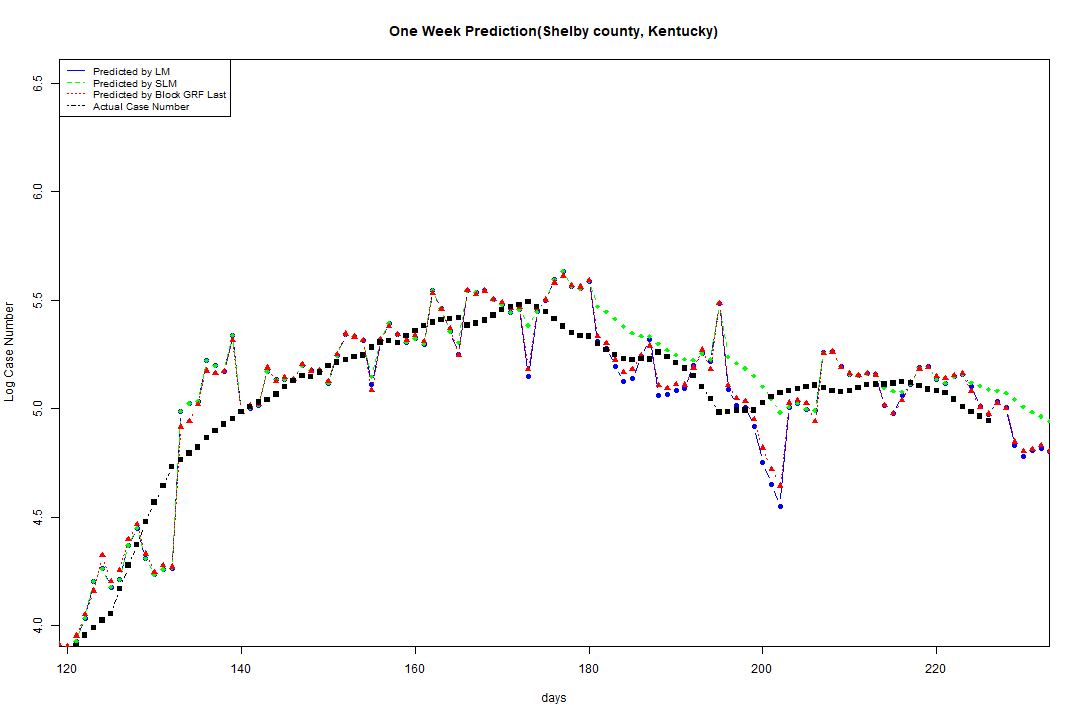 One Week Prediction(Shelby county, Kentucky)
Predicted by LM
Predicted by SLM
Predicted by Block GRF Last
Actual Case Number
6.5
6.0
5.5
5.0
4.5
4.0
Log Case Number
120 140 160 180 200 220
days